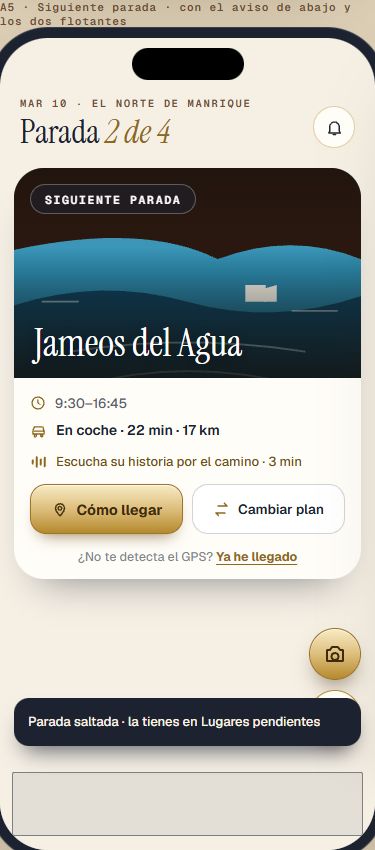 A5 · Siguiente parada · con el aviso de abajo y
los dos flotantes
MAR 10 · EL NORTE DE MANRIQUE
Parada 2 de 4
SIGUIENTE PARADA
Jameos del Agua
9:30–16:45
En coche · 22 min · 17 km
Escucha su historia por el camino · 3 min
Cómo llegar
Cambiar plan
¿No te detecta el GPS? Ya he llegado
Parada saltada · la tienes en Lugares pendientes